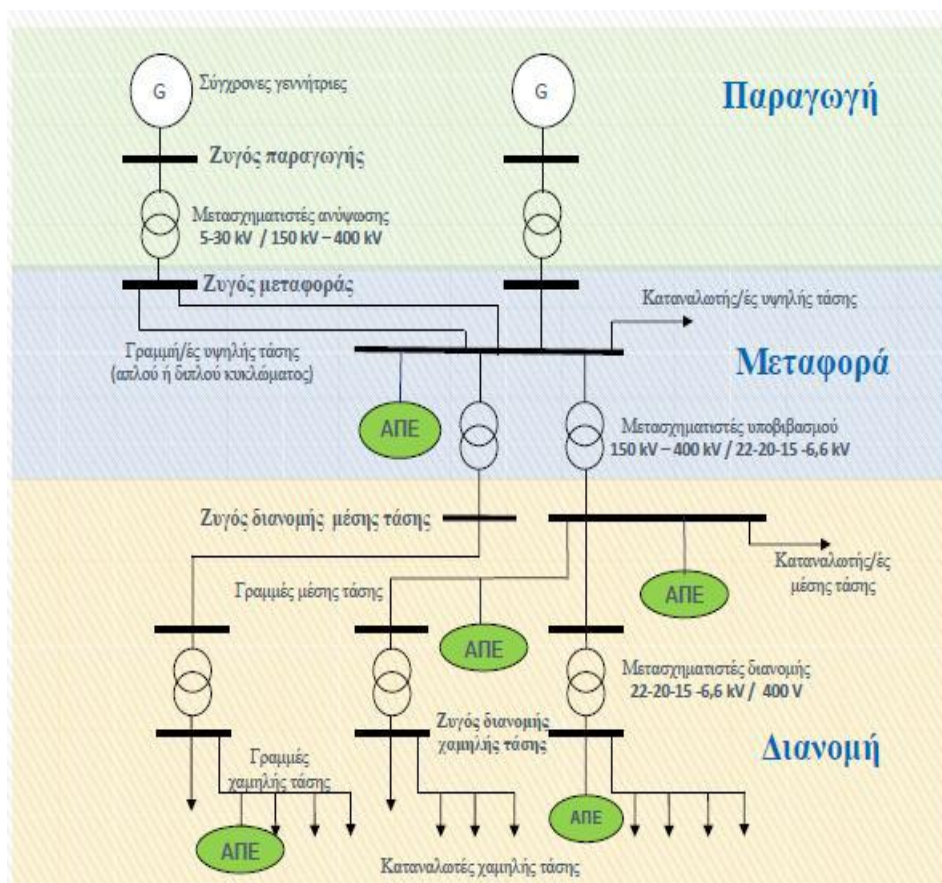 G
Σύγχρονες γεννήτριες
G
Παραγωγή
Ζυγός παραγωγής
Μετασχηματιστές ανύψωσης
5-30 kV / 150 kV – 400 kV
Ζυγός μεταφοράς
Καταναλωτής/ές υψηλής τάσης
Γραμμή/ές υψηλής τάσης
(απλού ή διπλού κυκλώματος)
Μεταφορά
ΑΠΕ
Μετασχηματιστές υποβιβασμού
150 kV – 400 kV / 22-20-15 -6,6 kV
Ζυγός διανομής μέσης τάσης
Καταναλωτής/ές
μέσης τάσης
Γραμμές μέσης τάσης
ΑΠΕ
ΑΠΕ
Μετασχηματιστές διανομής
22-20-15 -6,6 kV / 400 V
Ζυγός διανομής
χαμηλής τάσης
Διανομή
Γραμμές
χαμηλής τάσης
ΑΠΕ
ΑΠΕ
Καταναλωτές χαμηλής τάσης